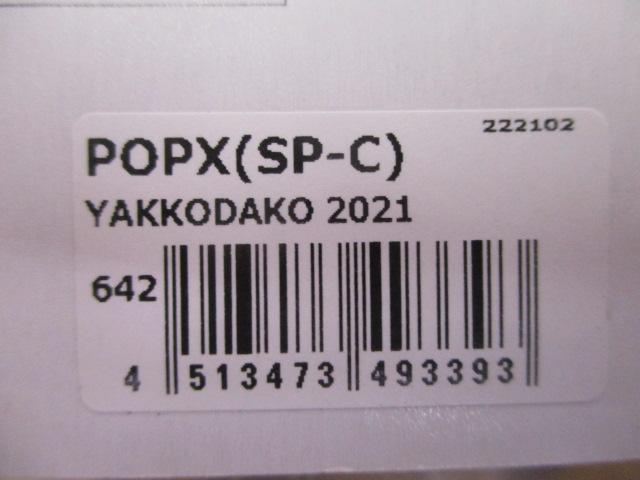 222102
POPX(SP-C)
YAKKODAKO 2021
642
4 513473 493393